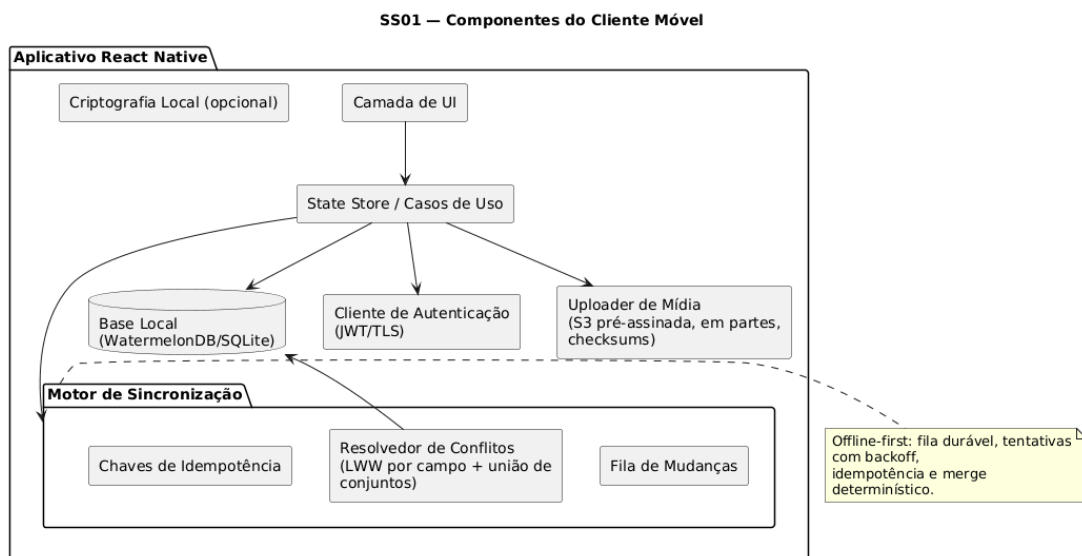 SS01 — Componentes do Cliente Móvel
Aplicativo React Native
Criptografia Local (opcional)
Camada de UI
State Store / Casos de Uso
Base Local
(WatermelonDB/SQLite)
Cliente de Autenticação
(JWT/TLS)
Uploader de Mídia
(S3 pré-assinada, em partes,
checksums)
Motor de Sincronização
Chaves de Idempotência
Resolvedor de Conflitos
(LWW por campo + união de
conjuntos)
Fila de Mudanças
Offline-first: fila durável, tentativas
com backoff,
idempotência e merge
determinístico.